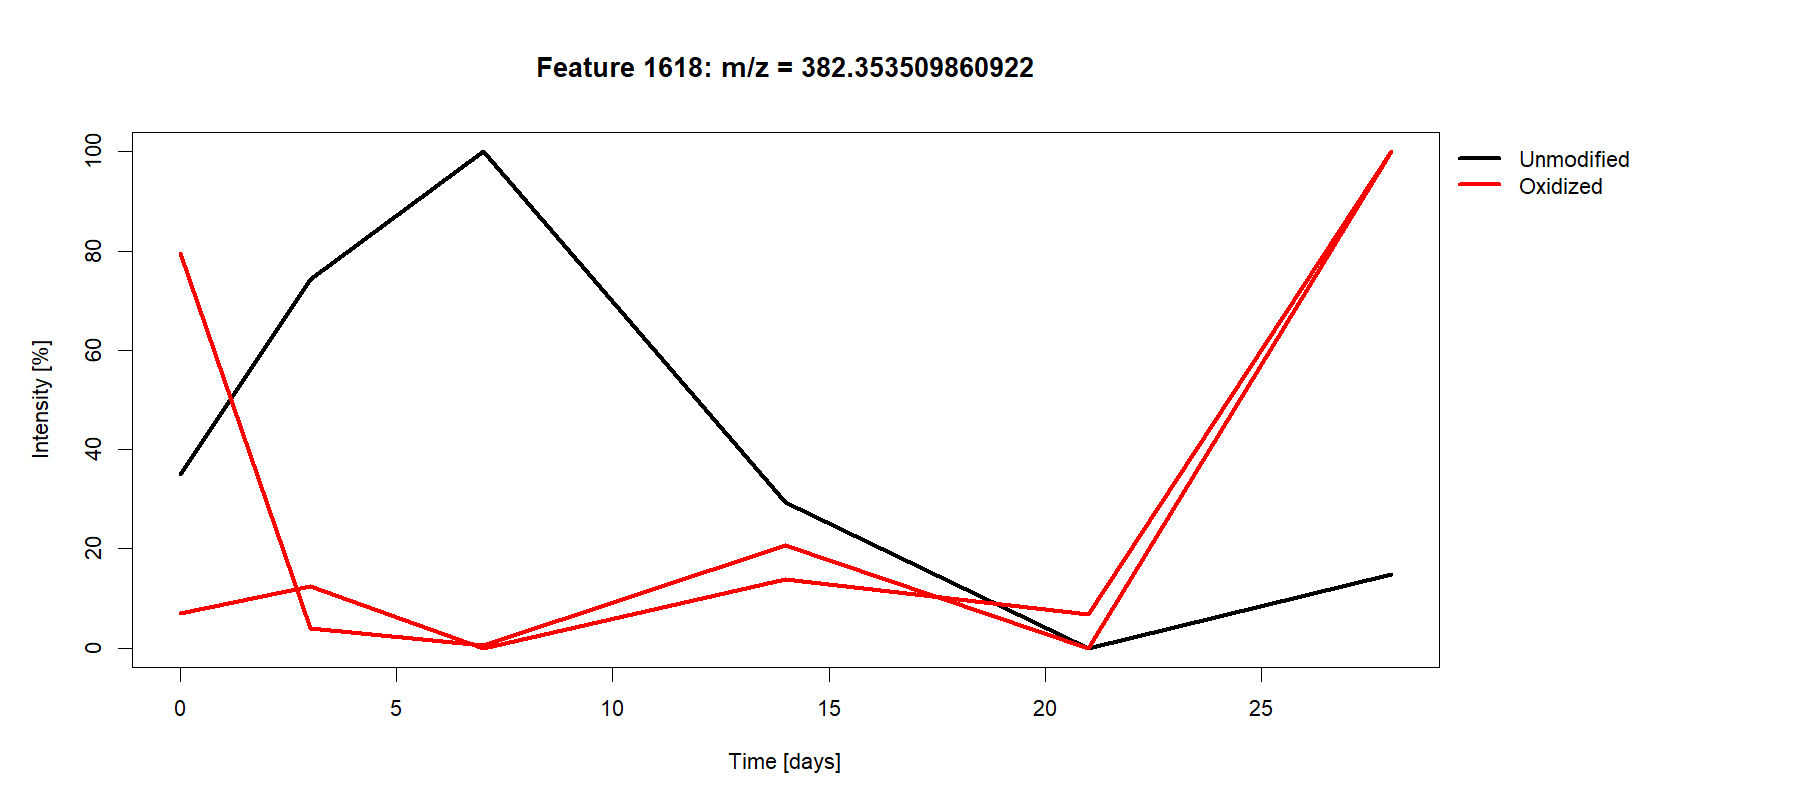 Feature 1618: m/z = 382.353509860922
Unmodified
Oxidized
Intensity [%]
100
80
60
40
20
0
0 5 10 15 20 25
Time [days]